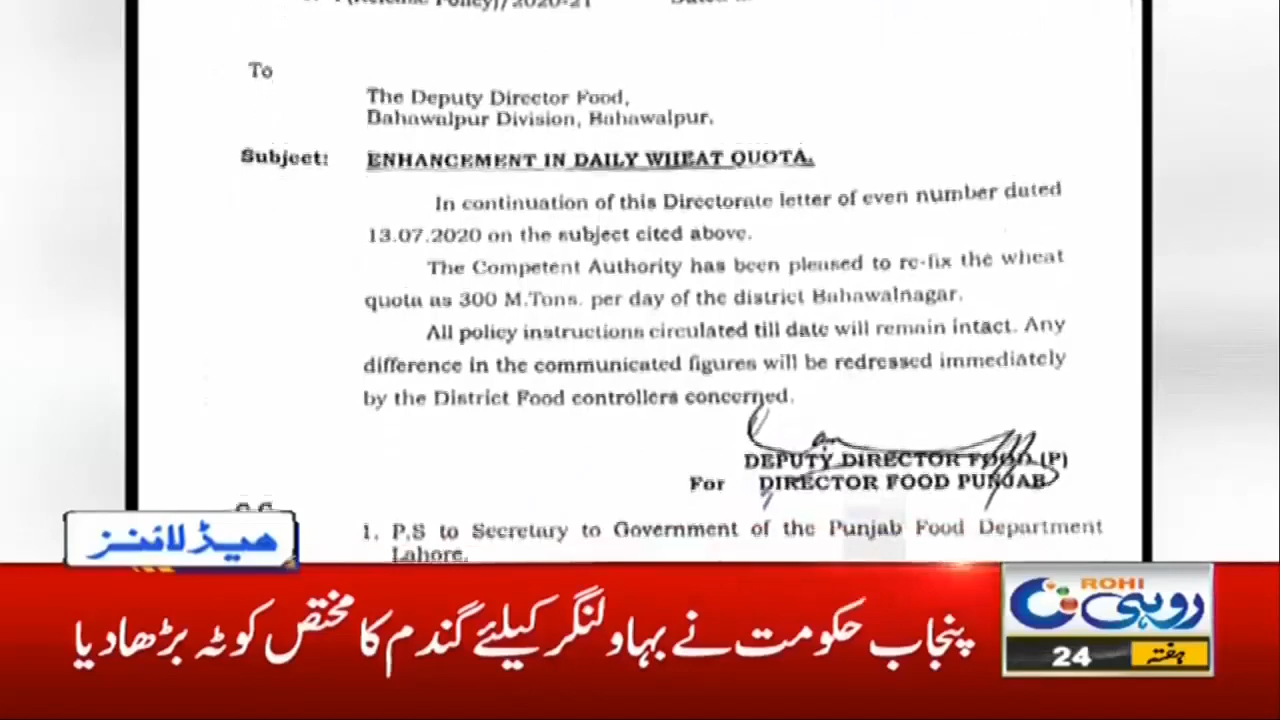 To
The Deputy Director Food,
Bahawalpur Division, Bahawalpur.
Subject: ENHANCEMENT IN DAILY WHEAT QUOTA.
In continuation of this Directorate letter of even number dated
13.07.2020 on the subject cited above.
The Competent Authority has been pleased to re-fix the wheat
quota as 300 M.Tons. per day of the district Bahawalnagar.
All policy instructions circulated till date will remain intact. Any
difference in the communicated figures will be redressed immediately
by the District Food controllers concerned.
DEPUTY DIRECTOR FOOD (P)
For DIRECTOR FOOD PUNJAB
1. P.S to Secretary to Government of the Punjab Food Department
Lahore.
ہیڈلائنز
پنجاب حکومت نے بہاولنگر کیلئے گندم کا مختص کوٹہ بڑھادیا
ROHI
روہی
24 ہفتہ